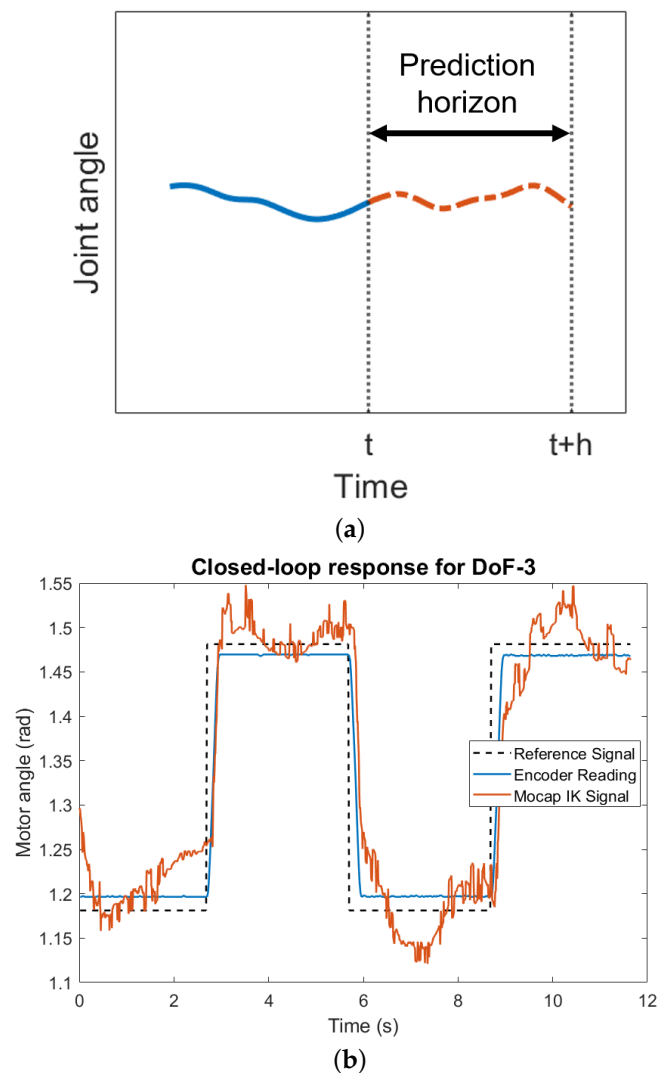 Prediction
horizon
Joint angle
t
t+h
Time
(a)
Closed-loop response for DoF-3
1.55
1.5
1.45
1.4
1.35
1.3
1.25
1.2
1.15
1.1
Motor angle (rad)
Reference Signal
Encoder Reading
Mocap IK Signal
0 2 4 6 8 10 12
Time (s)
(b)